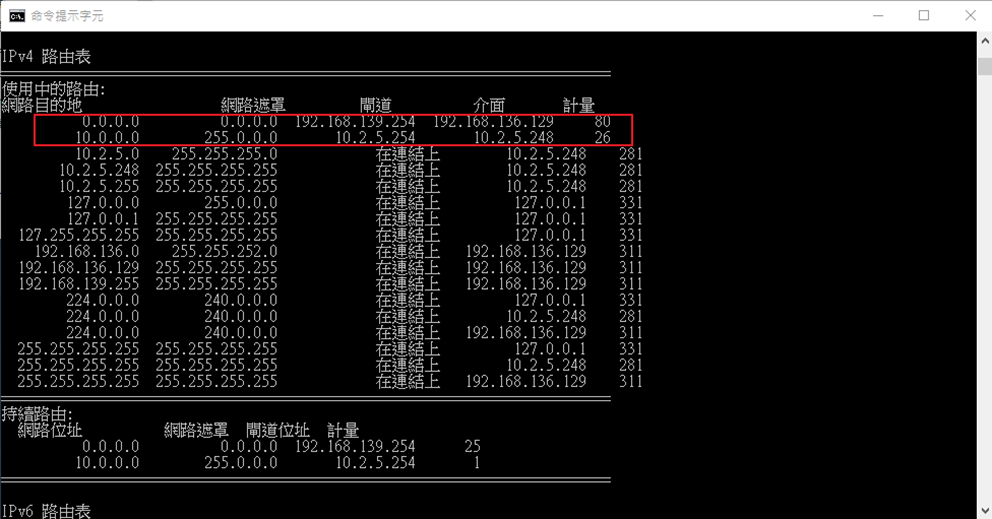 命令提示字元
IPv4 路由表
使用中的路由:
網路目的地 網路遮罩 閘道 介面 計量
0.0.0.0 0.0.0.0 192.168.139.254 192.168.136.129 80
10.0.0.0 255.0.0.0 10.2.5.254 10.2.5.248 26
10.2.5.0 255.255.255.0 在連結上 10.2.5.248 281
10.2.5.248 255.255.255.255 在連結上 10.2.5.248 281
10.2.5.255 255.255.255.255 在連結上 10.2.5.248 281
127.0.0.0 255.0.0.0 在連結上 127.0.0.1 331
127.0.0.1 255.255.255.255 在連結上 127.0.0.1 331
127.255.255.255 255.255.255.255 在連結上 127.0.0.1 331
192.168.136.0 255.255.252.0 在連結上 192.168.136.129 311
192.168.136.129 255.255.255.255 在連結上 192.168.136.129 311
192.168.139.255 255.255.255.255 在連結上 192.168.136.129 311
224.0.0.0 240.0.0.0 在連結上 127.0.0.1 331
224.0.0.0 240.0.0.0 在連結上 10.2.5.248 281
224.0.0.0 240.0.0.0 在連結上 192.168.136.129 311
255.255.255.255 255.255.255.255 在連結上 127.0.0.1 331
255.255.255.255 255.255.255.255 在連結上 10.2.5.248 281
255.255.255.255 255.255.255.255 在連結上 192.168.136.129 311
持續路由:
網路位址 網路遮罩 閘道位址 計量
0.0.0.0 0.0.0.0 192.168.139.254 25
10.0.0.0 255.0.0.0 10.2.5.254 1
IPv6 路由表